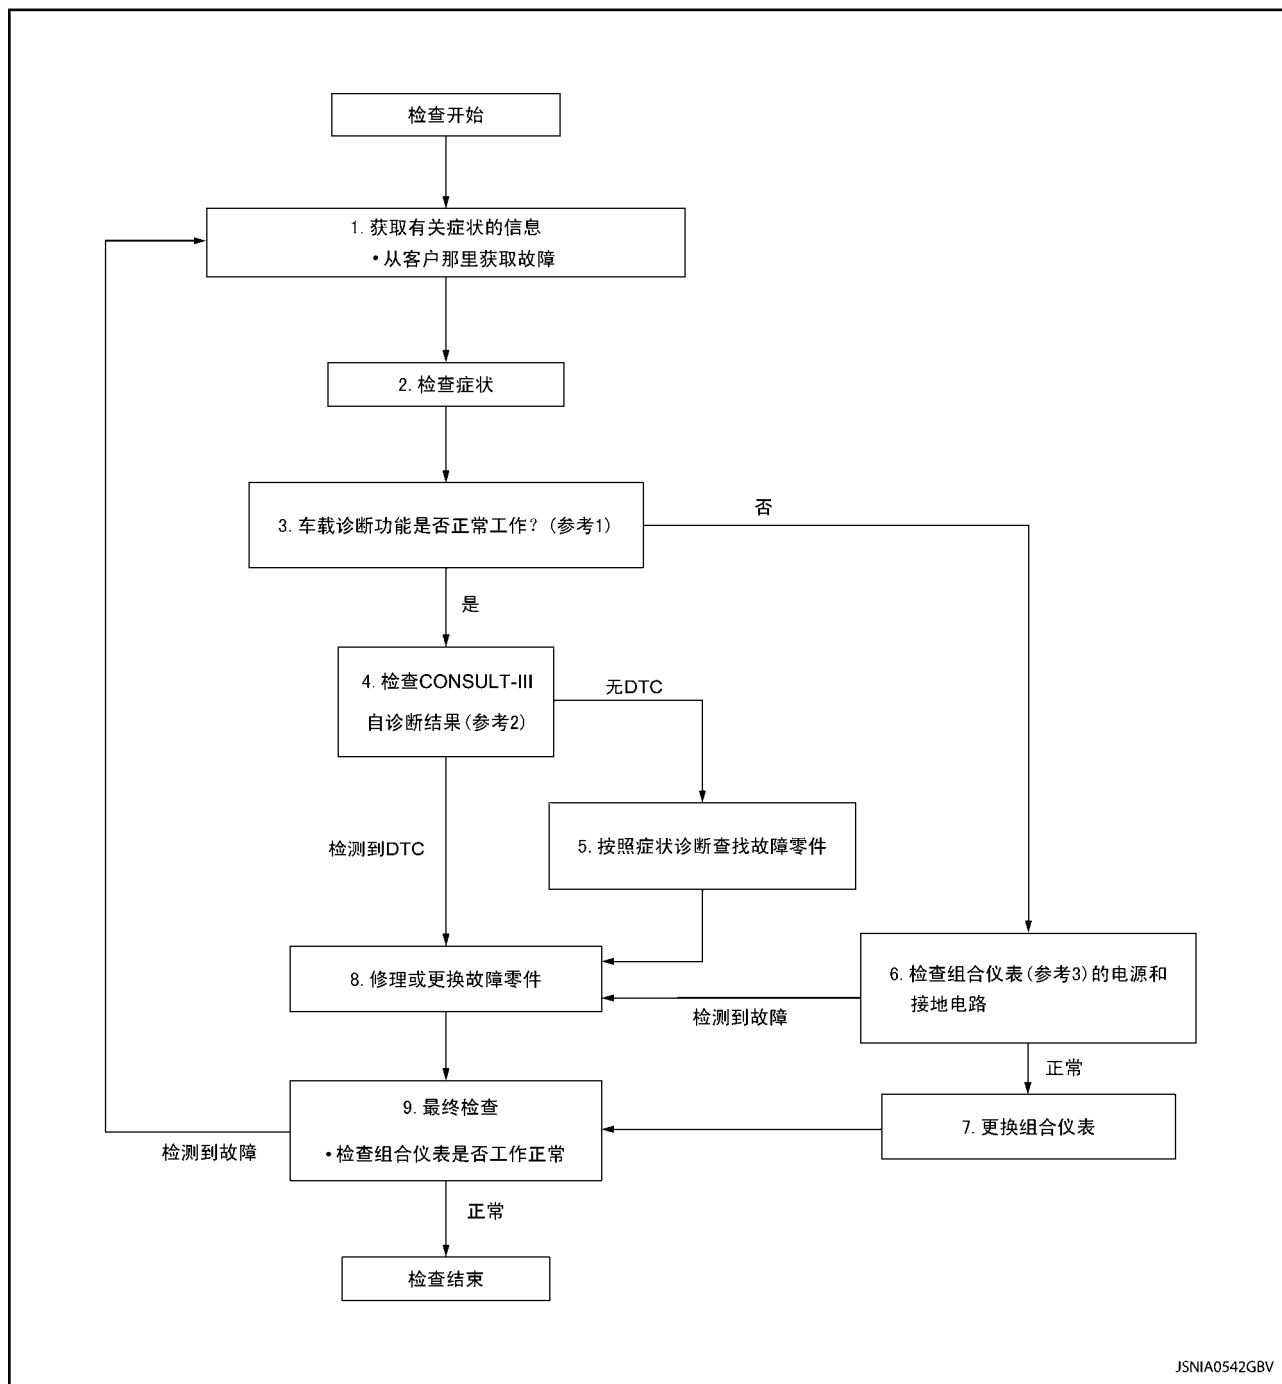 检查开始
1. 获取有关症状的信息
•从客户那里获取故障
2. 检查症状
3. 车载诊断功能是否正常工作？(参考1)
否
是
4. 检查CONSULT-III
自诊断结果(参考2)
无DTC
检测到DTC
5. 按照症状诊断查找故障零件
8. 修理或更换故障零件
检测到故障
6. 检查组合仪表(参考3)的电源和
接地电路
正常
7. 更换组合仪表
9. 最终检查
•检查组合仪表是否工作正常
检测到故障
正常
检查结束
JSNIA0542GBV